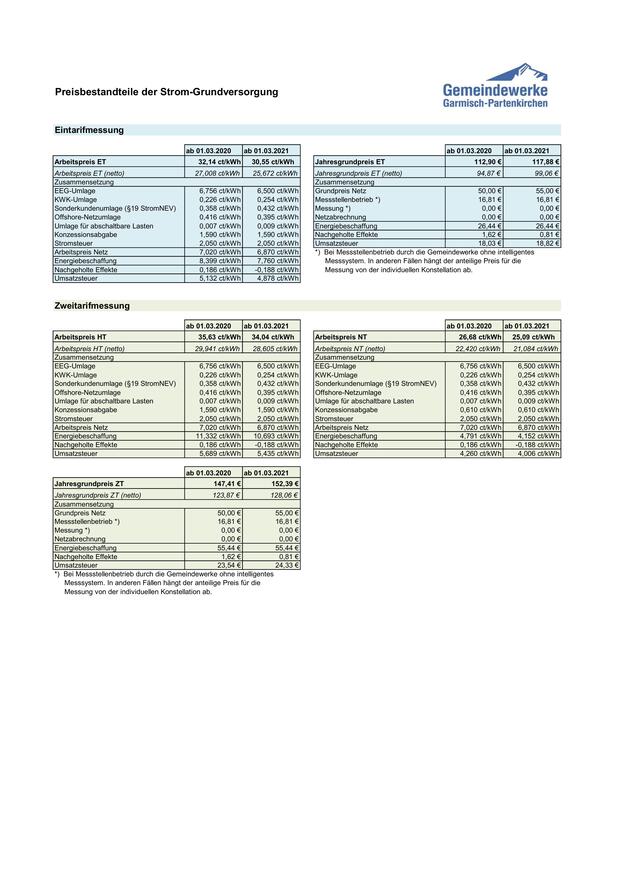 Preisbestandteile der Strom-Grundversorgung
Gemeindewerke
Garmisch-Partenkirchen
Eintarifmessung
ab 01.03.2020 ab 01.03.2021
Arbeitspreis ET 32,14 ct/kWh 30,55 ct/kWh
Arbeitspreis ET (netto) 27,008 ct/kWh 25,672 ct/kWh
Zusammensetzung
EEG-Umlage 6,756 ct/kWh 6,500 ct/kWh
KWK-Umlage 0,226 ct/kWh 0,254 ct/kWh
Sonderkundenumlage (§19 StromNEV) 0,358 ct/kWh 0,432 ct/kWh
Offshore-Netzumlage 0,416 ct/kWh 0,395 ct/kWh
Umlage für abschaltbare Lasten 0,007 ct/kWh 0,009 ct/kWh
Konzessionsabgabe 1,590 ct/kWh 1,590 ct/kWh
Stromsteuer 2,050 ct/kWh 2,050 ct/kWh
Arbeitspreis Netz 7,020 ct/kWh 6,870 ct/kWh
Energiebeschaffung 8,399 ct/kWh 7,760 ct/kWh
Nachgeholte Effekte 0,186 ct/kWh -0,188 ct/kWh
Umsatzsteuer 5,132 ct/kWh 4,878 ct/kWh
ab 01.03.2020 ab 01.03.2021
Jahresgrundpreis ET 112,90 € 117,88 €
Jahresgrundpreis ET (netto) 94,87 € 99,06 €
Zusammensetzung
Grundpreis Netz 50,00 € 55,00 €
Messstellenbetrieb *) 16,81 € 16,81 €
Messung *) 0,00 € 0,00 €
Netzabrechnung 0,00 € 0,00 €
Energiebeschaffung 26,44 € 26,44 €
Nachgeholte Effekte 1,62 € 0,81 €
Umsatzsteuer 18,03 € 18,82 €
*) Bei Messstellenbetrieb durch die Gemeindewerke ohne intelligentes
Messsystem. In anderen Fällen hängt der anteilige Preis für die
Messung von der individuellen Konstellation ab.
Zweitarifmessung
ab 01.03.2020 ab 01.03.2021
Arbeitspreis HT 35,63 ct/kWh 34,04 ct/kWh
Arbeitspreis HT (netto) 29,941 ct/kWh 28,605 ct/kWh
Zusammensetzung
EEG-Umlage 6,756 ct/kWh 6,500 ct/kWh
KWK-Umlage 0,226 ct/kWh 0,254 ct/kWh
Sonderkundenumlage (§19 StromNEV) 0,358 ct/kWh 0,432 ct/kWh
Offshore-Netzumlage 0,416 ct/kWh 0,395 ct/kWh
Umlage für abschaltbare Lasten 0,007 ct/kWh 0,009 ct/kWh
Konzessionsabgabe 1,590 ct/kWh 1,590 ct/kWh
Stromsteuer 2,050 ct/kWh 2,050 ct/kWh
Arbeitspreis Netz 7,020 ct/kWh 6,870 ct/kWh
Energiebeschaffung 11,332 ct/kWh 10,693 ct/kWh
Nachgeholte Effekte 0,186 ct/kWh -0,188 ct/kWh
Umsatzsteuer 5,689 ct/kWh 5,435 ct/kWh
ab 01.03.2020 ab 01.03.2021
Arbeitspreis NT 26,68 ct/kWh 25,09 ct/kWh
Arbeitspreis NT (netto) 22,420 ct/kWh 21,084 ct/kWh
Zusammensetzung
EEG-Umlage 6,756 ct/kWh 6,500 ct/kWh
KWK-Umlage 0,226 ct/kWh 0,254 ct/kWh
Sonderkundenumlage (§19 StromNEV) 0,358 ct/kWh 0,432 ct/kWh
Offshore-Netzumlage 0,416 ct/kWh 0,395 ct/kWh
Umlage für abschaltbare Lasten 0,007 ct/kWh 0,009 ct/kWh
Konzessionsabgabe 0,610 ct/kWh 0,610 ct/kWh
Stromsteuer 2,050 ct/kWh 2,050 ct/kWh
Arbeitspreis Netz 7,020 ct/kWh 6,870 ct/kWh
Energiebeschaffung 4,791 ct/kWh 4,152 ct/kWh
Nachgeholte Effekte 0,186 ct/kWh -0,188 ct/kWh
Umsatzsteuer 4,260 ct/kWh 4,006 ct/kWh
ab 01.03.2020 ab 01.03.2021
Jahresgrundpreis ZT 147,41 € 152,39 €
Jahresgrundpreis ZT (netto) 123,87 € 128,06 €
Zusammensetzung
Grundpreis Netz 50,00 € 55,00 €
Messstellenbetrieb *) 16,81 € 16,81 €
Messung *) 0,00 € 0,00 €
Netzabrechnung 0,00 € 0,00 €
Energiebeschaffung 55,44 € 55,44 €
Nachgeholte Effekte 1,62 € 0,81 €
Umsatzsteuer 23,54 € 24,33 €
*) Bei Messstellenbetrieb durch die Gemeindewerke ohne intelligentes
Messsystem. In anderen Fällen hängt der anteilige Preis für die
Messung von der individuellen Konstellation ab.